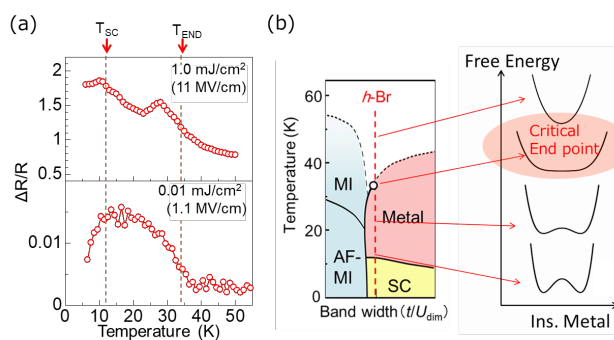 (a)
T_SC
T_END
2
1.5
1
0.5
1.0 mJ/cm²
(11 MV/cm)
ΔR/R
0.01 mJ/cm²
(1.1 MV/cm)
0.01
0 10 20 30 40 50
Temperature (K)
(b)
h-Br
60
40
20
0
Temperature(K)
MI
Metal
AF-
MI
SC
Band width (t/U_dim)
Free Energy
Critical
End point
Ins. Metal